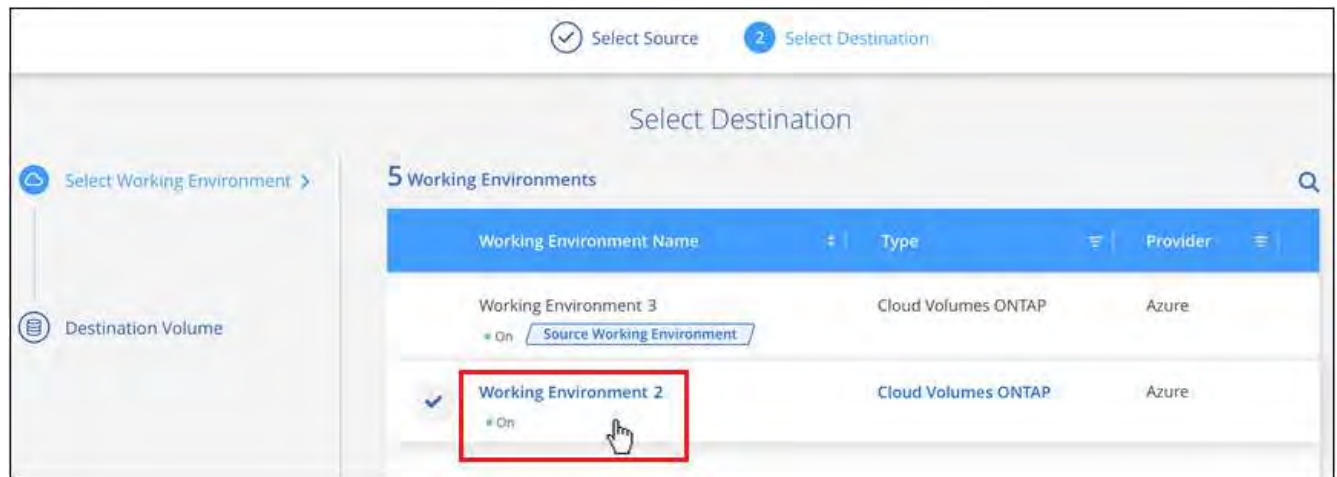 Select Source 2 Select Destination
Select Destination
Select Working Environment >
5 Working Environments
Working Environment Name Type Provider
Working Environment 3 Cloud Volumes ONTAP Azure
On Source Working Environment
Destination Volume
Working Environment 2 Cloud Volumes ONTAP Azure
On